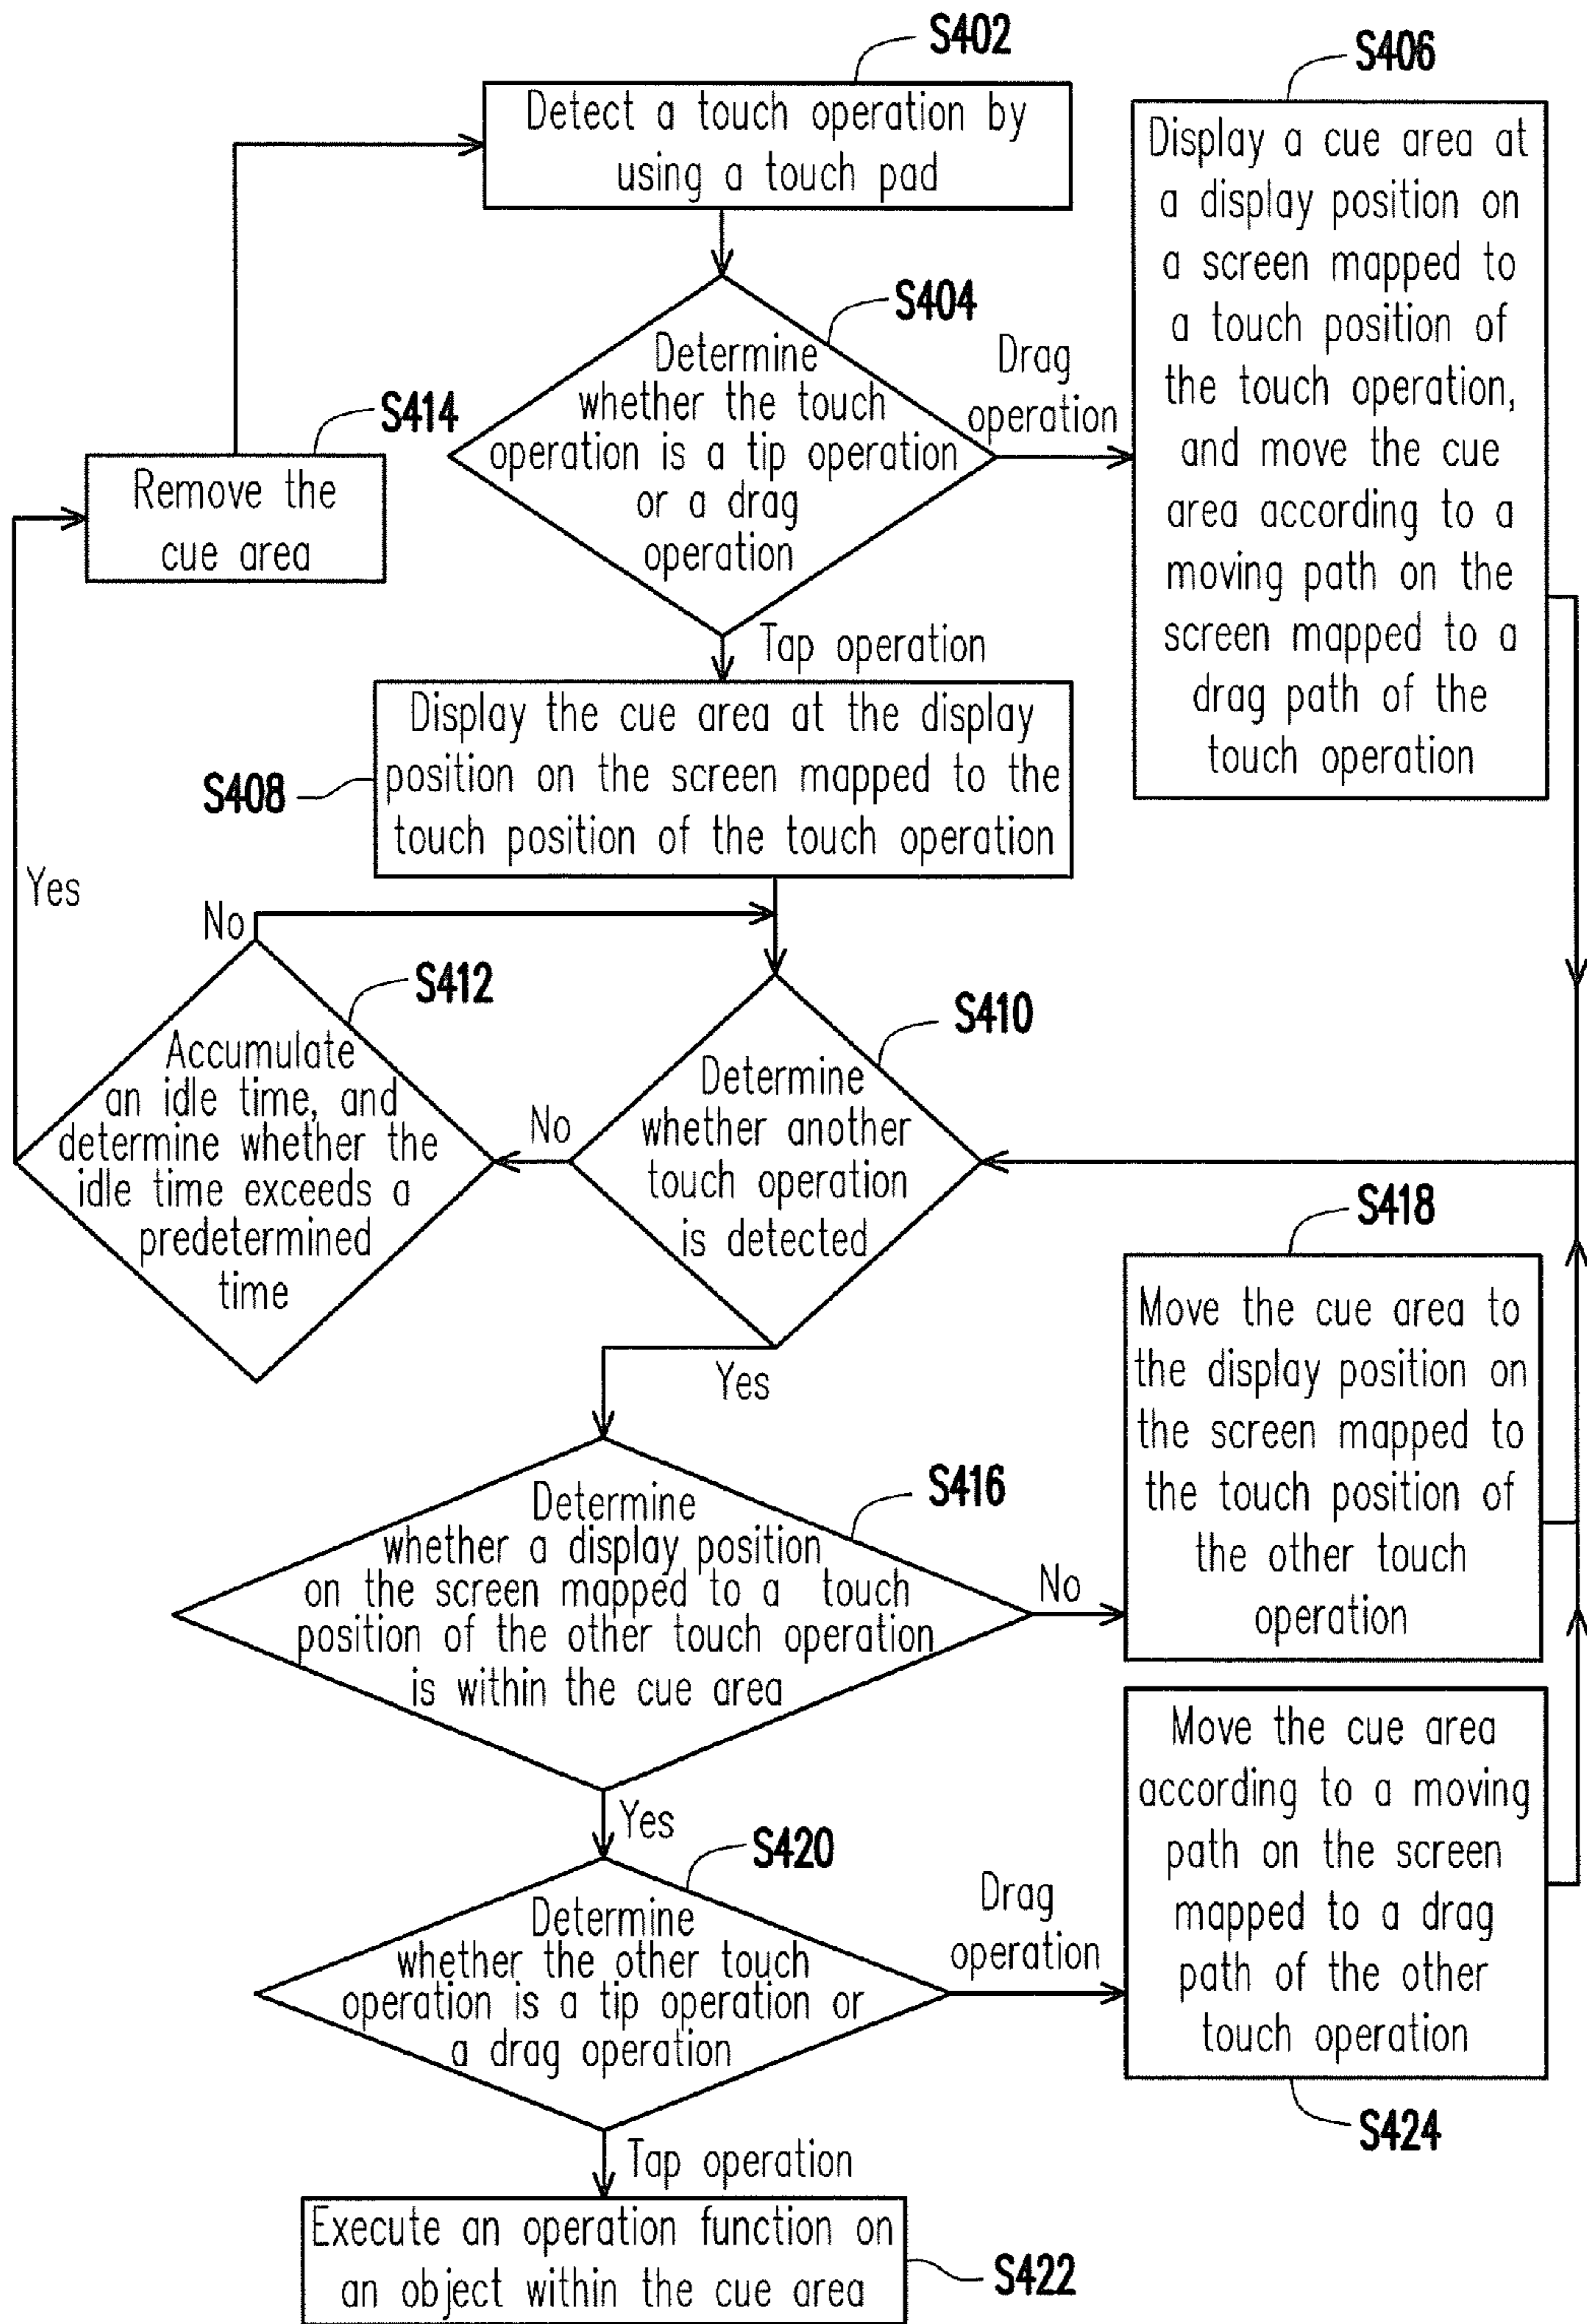 S402
Detect a touch operation by
using a touch pad
S406
Display a cue area at
a display position on
a screen mapped to
a touch position of
the touch operation,
and move the cue
area according to a
moving path on the
screen mapped to a
drag path of the
touch operation
S404
Determine
whether the touch
operation is a tip operation
or a drag
operation
Drag
operation
S414
Remove the
cue area
Tap operation
Display the cue area at the display
position on the screen mapped to the
touch position of the touch operation
S408
Yes
No
S412
Accumulate
an idle time, and
determine whether the
idle time exceeds a
predetermined
time
No
S410
Determine
whether another
touch operation
is detected
Yes
S418
Move the cue area to
the display position on
the screen mapped to
the touch position of
the other touch
operation
S416
Determine
whether a display position
on the screen mapped to a touch
position of the other touch operation
is within the cue area
No
Yes
S420
Determine
whether the other touch
operation is a tip operation or
a drag operation
Drag
operation
Move the cue area
according to a moving
path on the screen
mapped to a drag
path of the other
touch operation
S424
Tap operation
Execute an operation function on
an object within the cue area
S422